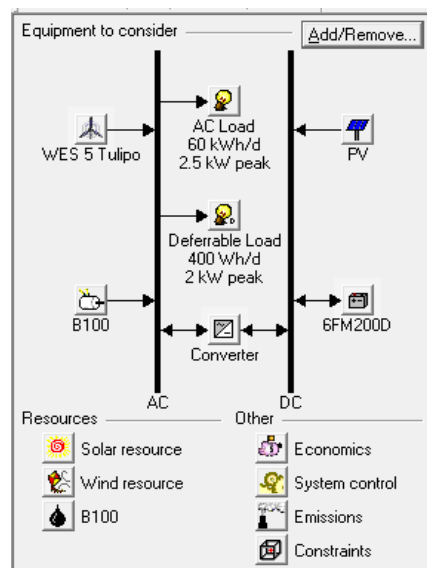 Equipment to consider
Add/Remove...
WES 5 Tulipo
AC Load
60 kWh/d
2.5 kW peak
PV
Deferrable Load
400 Wh/d
2 kW peak
B100
Converter
6FM200D
AC
DC
Resources
Other
Solar resource
Economics
Wind resource
System control
B100
Emissions
Constraints